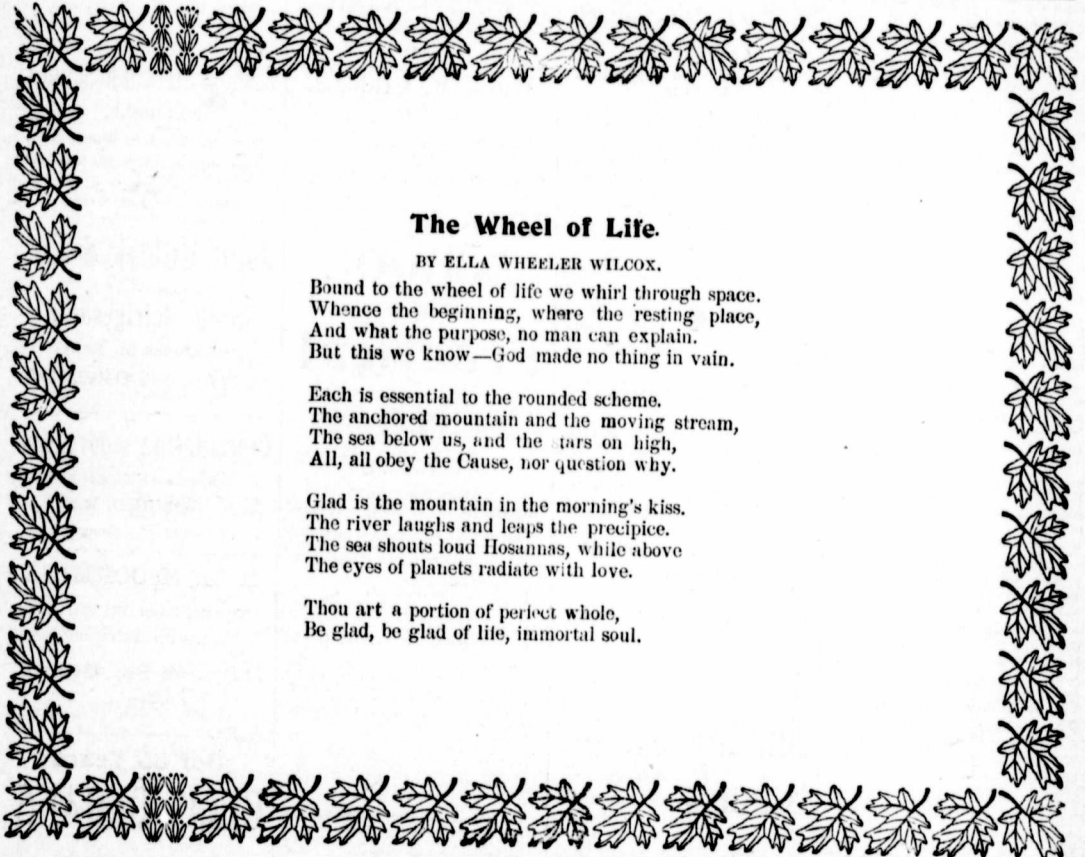 The Wheel of Life.
BY ELLA WHEELER WILCOX.
Bound to the wheel of life we whirl through space.
Whence the beginning, where the resting place,
And what the purpose, no man can explain.
But this we know—God made no thing in vain.
Each is essential to the rounded scheme.
The anchored mountain and the moving stream,
The sea below us, and the tars on high,
All, all obey the Cause, nor question why.
Glad is the mountain in the morning's kiss.
The river laughs and leaps the precipice.
The sea shouts loud Hosannas, while above
The eyes of planets radiate with love.
Thou art a portion of perfect whole,
Be glad, be glad of life, immortal soul.